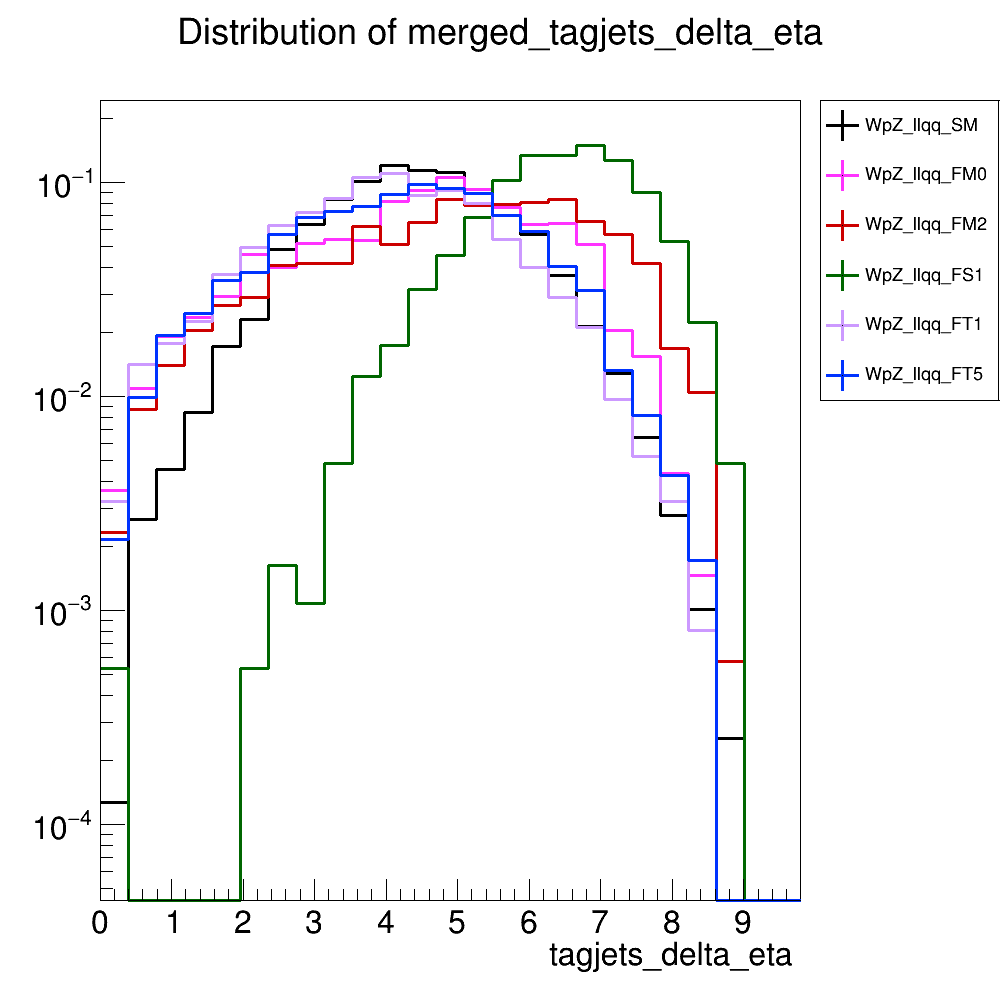 Distribution of merged_tagjets_delta_eta
10⁻¹
10⁻²
10⁻³
10⁻⁴
0 1 2 3 4 5 6 7 8 9
tagjets_delta_eta
WpZ_llqq_SM
WpZ_llqq_FM0
WpZ_llqq_FM2
WpZ_llqq_FS1
WpZ_llqq_FT1
WpZ_llqq_FT5